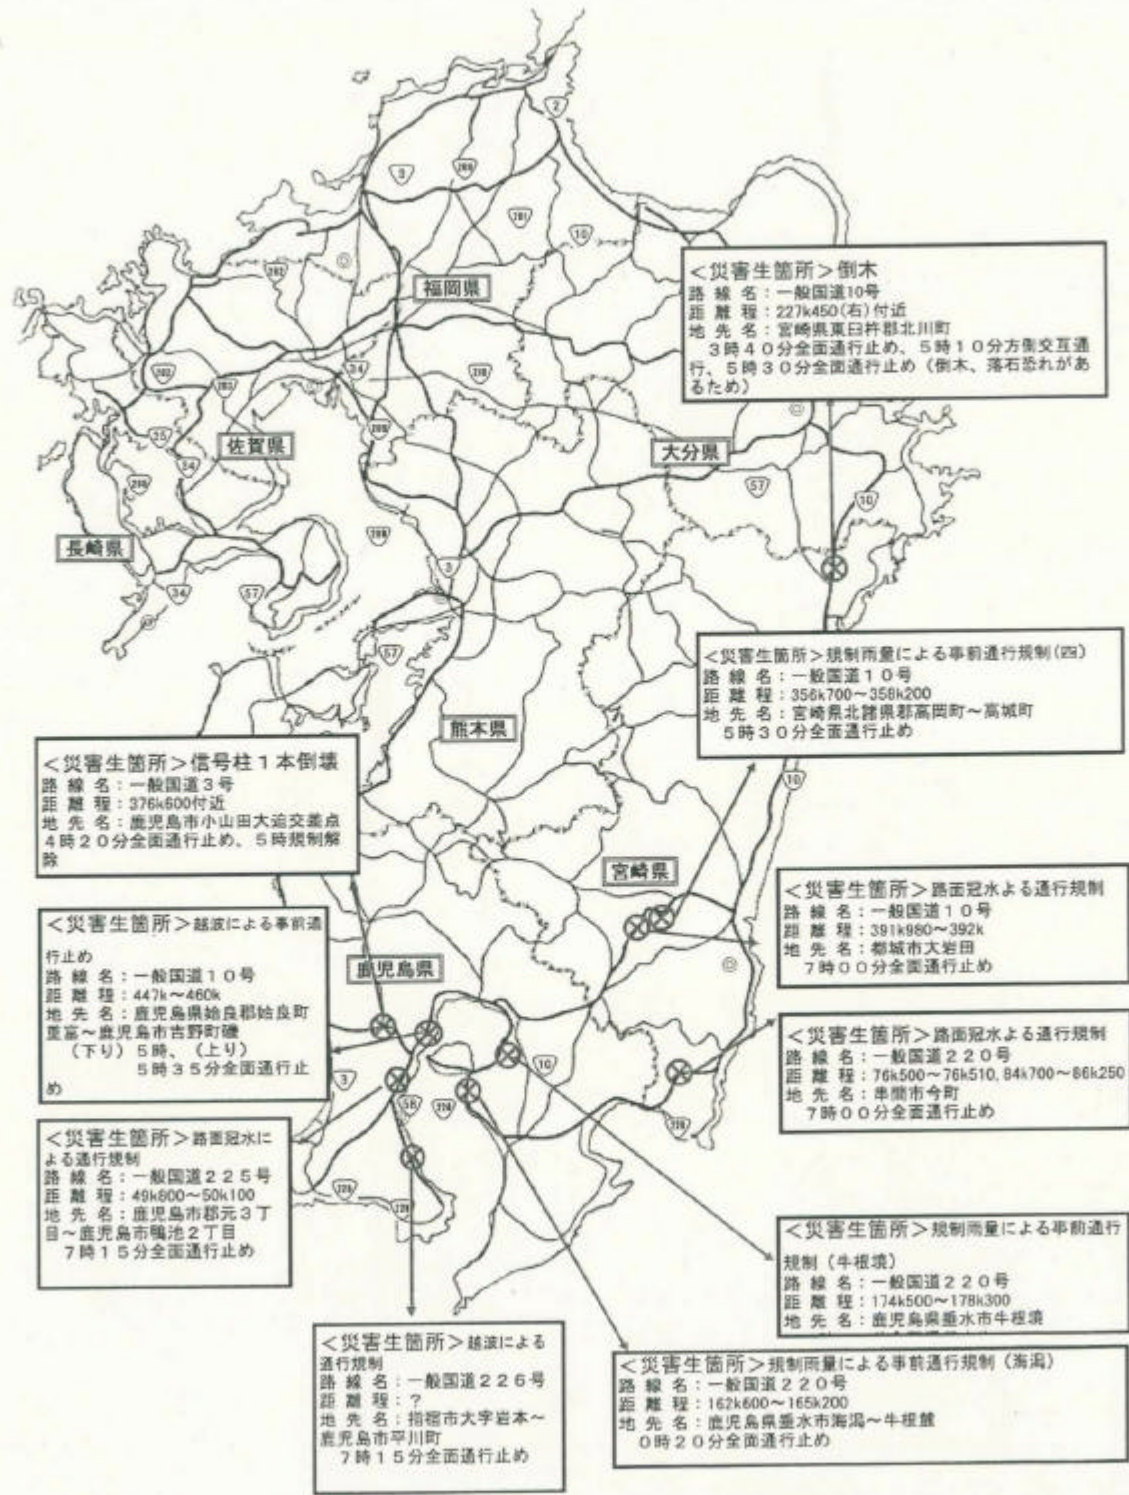 2
3
200
201
10
202
福岡県
<災害生箇所>倒木
路 線 名：一般国道10号
距 離 程：227k450(右)付近
地 先 名：宮崎県東臼杵郡北川町
3時40分全面通行止め、5時10分方側交互通
行、5時30分全面通行止め（倒木、落石恐れがあ
るため）
34
210
203
35
佐賀県
34
大分県
57
10
長崎県
34
57
3
208
57
<災害生箇所>規制雨量による事前通行規制(四)
路 線 名：一般国道１０号
距 離 程：356k700～358k200
地 先 名：宮崎県北諸県郡高岡町～高城町
5時30分全面通行止め
熊本県
<災害生箇所>信号柱１本倒壊
路 線 名：一般国道３号
距 離 程：376k600付近
地 先 名：鹿児島市小山田大迫交差点
4時20分全面通行止め、5時規制解
除
10
宮崎県
<災害生箇所>路面冠水よる通行規制
路 線 名：一般国道１０号
距 離 程：391k980～392k
地 先 名：都城市大岩田
7時00分全面通行止め
<災害生箇所>越波による事前通
行止め
路 線 名：一般国道１０号
距 離 程：447k～460k
地 先 名：鹿児島県姶良郡姶良町
重富～鹿児島市吉野町磯
（下り）5時、（上り）
5時35分全面通行止
め
鹿児島県
<災害生箇所>路面冠水よる通行規制
路 線 名：一般国道２２０号
距 離 程：76k500～76k510,84k700～86k250
地 先 名：串間市今町
7時00分全面通行止め
3
10
58
220
220
<災害生箇所>路面冠水に
よる通行規制
路 線 名：一般国道２２５号
距 離 程：49k800～50k100
地 先 名：鹿児島市郡元３丁
目～鹿児島市鴨池２丁目
7時15分全面通行止め
<災害生箇所>規制雨量による事前通行
規制（牛根境）
路 線 名：一般国道２２０号
距 離 程：174k500～178k300
地 先 名：鹿児島県垂水市牛根境
<災害生箇所>越波による
通行規制
路 線 名：一般国道２２６号
距 離 程：？
地 先 名：指宿市大字岩本～
鹿児島市平川町
7時15分全面通行止め
<災害生箇所>規制雨量による事前通行規制（海潟）
路 線 名：一般国道２２０号
距 離 程：162k600～165k200
地 先 名：鹿児島県垂水市海潟～牛根麓
0時20分全面通行止め